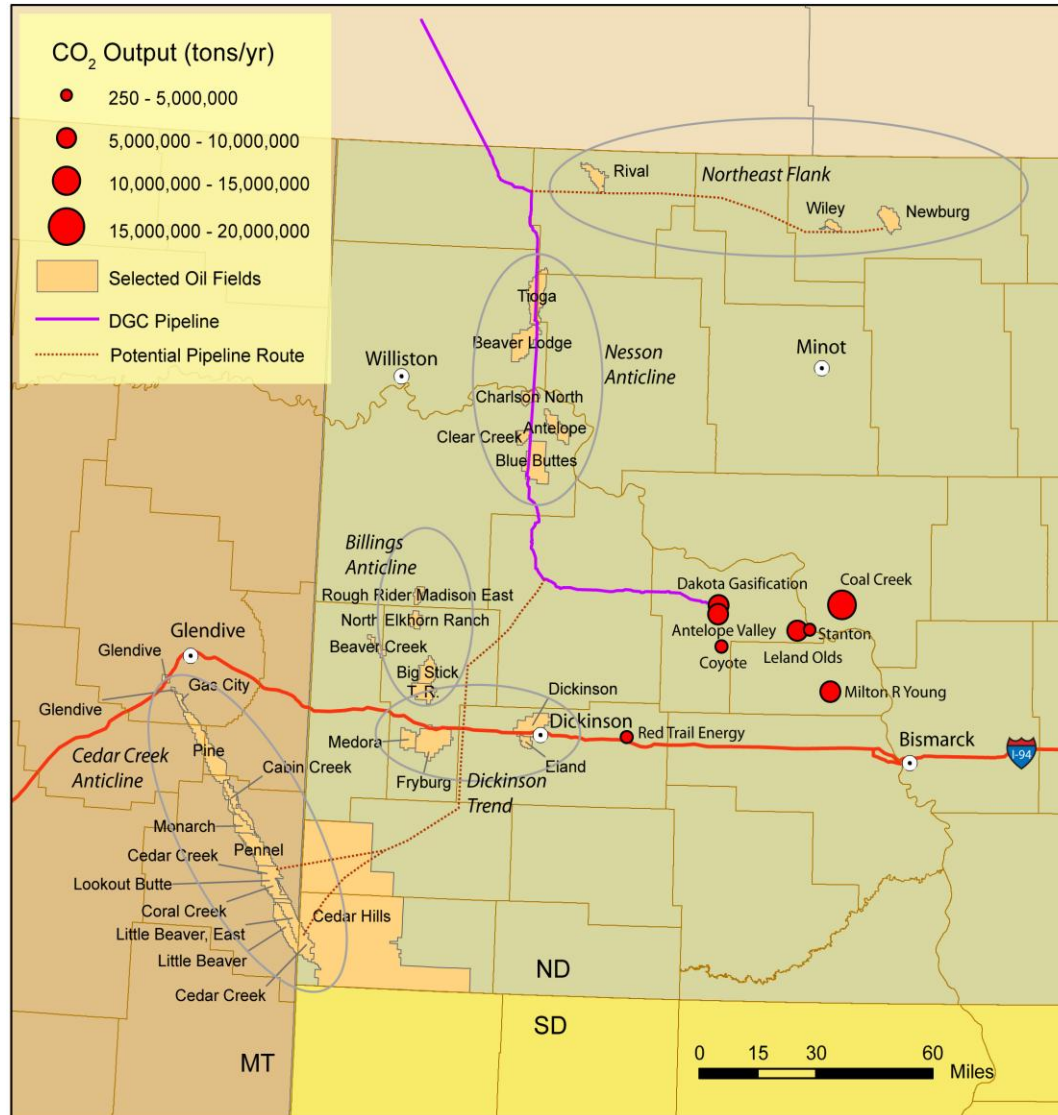 CO₂ Output (tons/yr)
250 - 5,000,000
5,000,000 - 10,000,000
10,000,000 - 15,000,000
15,000,000 - 20,000,000
Selected Oil Fields
DGC Pipeline
Potential Pipeline Route
Rival
Northeast Flank
Wiley
Newburg
Tioga
Beaver Lodge
Nesson
Anticline
Williston
Minot
Charlson North
Antelope
Clear Creek
Blue Buttes
Billings
Anticline
Rough Rider
Madison East
North Elkhorn Ranch
Beaver Creek
Big Stick
T. R.
Dakota Gasification
Coal Creek
Antelope Valley
Stanton
Coyote
Leland Olds
Milton R Young
Glendive
Glendive
Gas City
Glendive
Dickinson
Dickinson
Red Trail Energy
Bismarck
I-94
Medora
Fryburg
Eland
Dickinson
Trend
Cedar Creek
Anticline
Pine
Cabin Creek
Monarch
Pennel
Cedar Creek
Lookout Butte
Coral Creek
Little Beaver, East
Little Beaver
Cedar Creek
Cedar Hills
ND
SD
MT
0 15 30 60
Miles